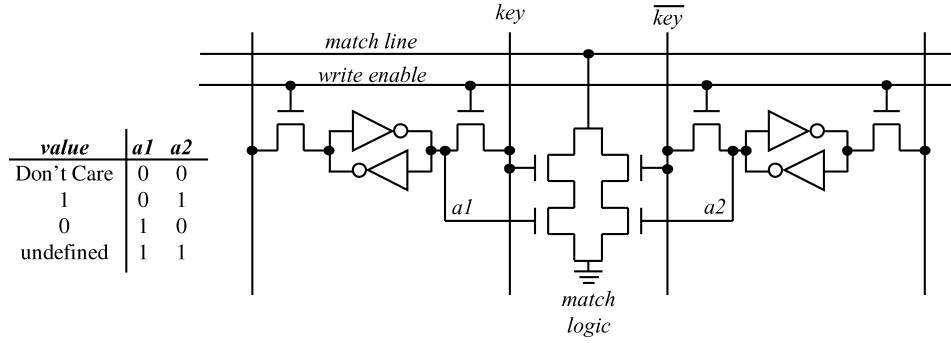 key
key
match line
write enable
value a1 a2
Don't Care 0 0
1 0 1
0 1 0
undefined 1 1
a1
a2
match
logic